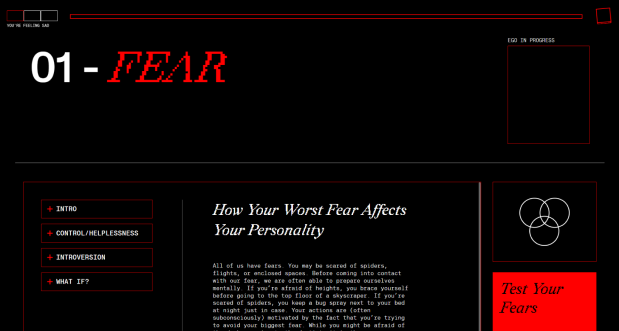 YOU'RE FEELING SAD
EGO IN PROGRESS
01 - FEAR
+ INTRO
+ CONTROL/HELPLESSNESS
+ INTROVERSION
+ WHAT IF?
How Your Worst Fear Affects
Your Personality
All of us have fears. You may be scared of spiders,
flights, or enclosed spaces. Before coming into contact
with our fear, we are often able to prepare ourselves
mentally. If you're afraid of heights, you brace yourself
before going to the top floor of a skyscraper. If you're
scared of spiders, you keep a bug spray next to your bed
at night just in case. Your actions are (often
subconsciously) motivated by the fact that you're trying
to avoid your biggest fear. While you might be afraid of
Test Your
Fears